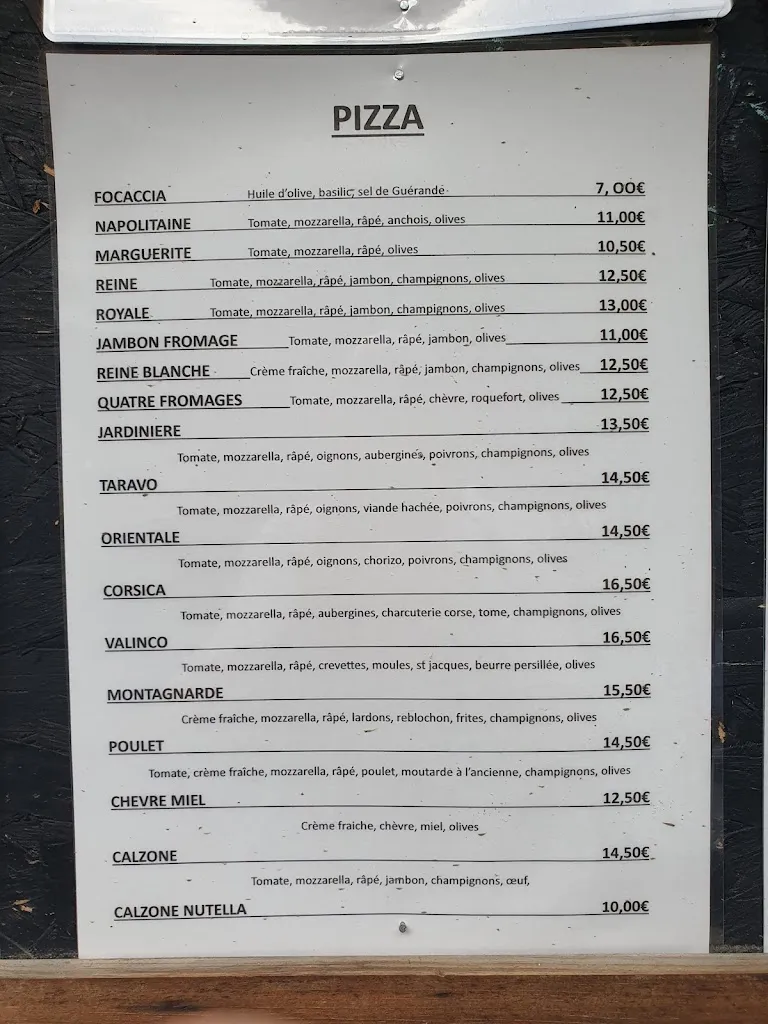 PIZZA
FOCACCIA Huile d'olive, basilic, sel de Guérande 7, OO€
NAPOLITAINE Tomate, mozzarella, râpé, anchois, olives 11,00€
MARGUERITE Tomate, mozzarella, râpé, olives 10,50€
REINE Tomate, mozzarella, râpé, jambon, champignons, olives 12,50€
ROYALE Tomate, mozzarella, râpé, jambon, champignons, olives 13,00€
JAMBON FROMAGE Tomate, mozzarella, râpé, jambon, olives 11,00€
REINE BLANCHE Crème fraîche, mozzarella, râpé, jambon, champignons, olives 12,50€
QUATRE FROMAGES Tomate, mozzarella, râpé, chèvre, roquefort, olives 12,50€
JARDINIERE 13,50€
Tomate, mozzarella, râpé, oignons, aubergines, poivrons, champignons, olives
TARAVO 14,50€
Tomate, mozzarella, râpé, oignons, viande hachée, poivrons, champignons, olives
ORIENTALE 14,50€
Tomate, mozzarella, râpé, oignons, chorizo, poivrons, champignons, olives
CORSICA 16,50€
Tomate, mozzarella, râpé, aubergines, charcuterie corse, tome, champignons, olives
VALINCO 16,50€
Tomate, mozzarella, râpé, crevettes, moules, st jacques, beurre persillée, olives
MONTAGNARDE 15,50€
Crème fraîche, mozzarella, râpé, lardons, reblochon, frites, champignons, olives
POULET 14,50€
Tomate, crème fraîche, mozzarella, râpé, poulet, moutarde à l'ancienne, champignons, olives
CHEVRE MIEL 12,50€
Crème fraiche, chèvre, miel, olives
CALZONE 14,50€
Tomate, mozzarella, râpé, jambon, champignons, œuf,
CALZONE NUTELLA 10,00€